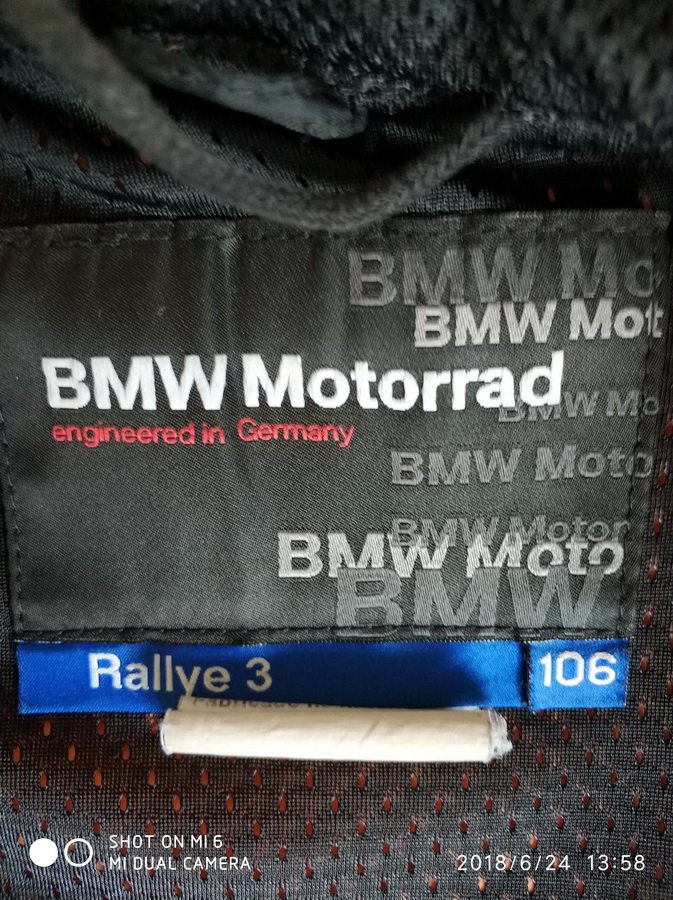 BMW Mo
BMW Mot
BMW Motorrad
BMW Mo
engineered in Germany
BMW Moto
BMW Motor
BMW Moto
BMW
Rallye 3
106
SHOT ON MI 6
MI DUAL CAMERA
2018/6/24 13:58